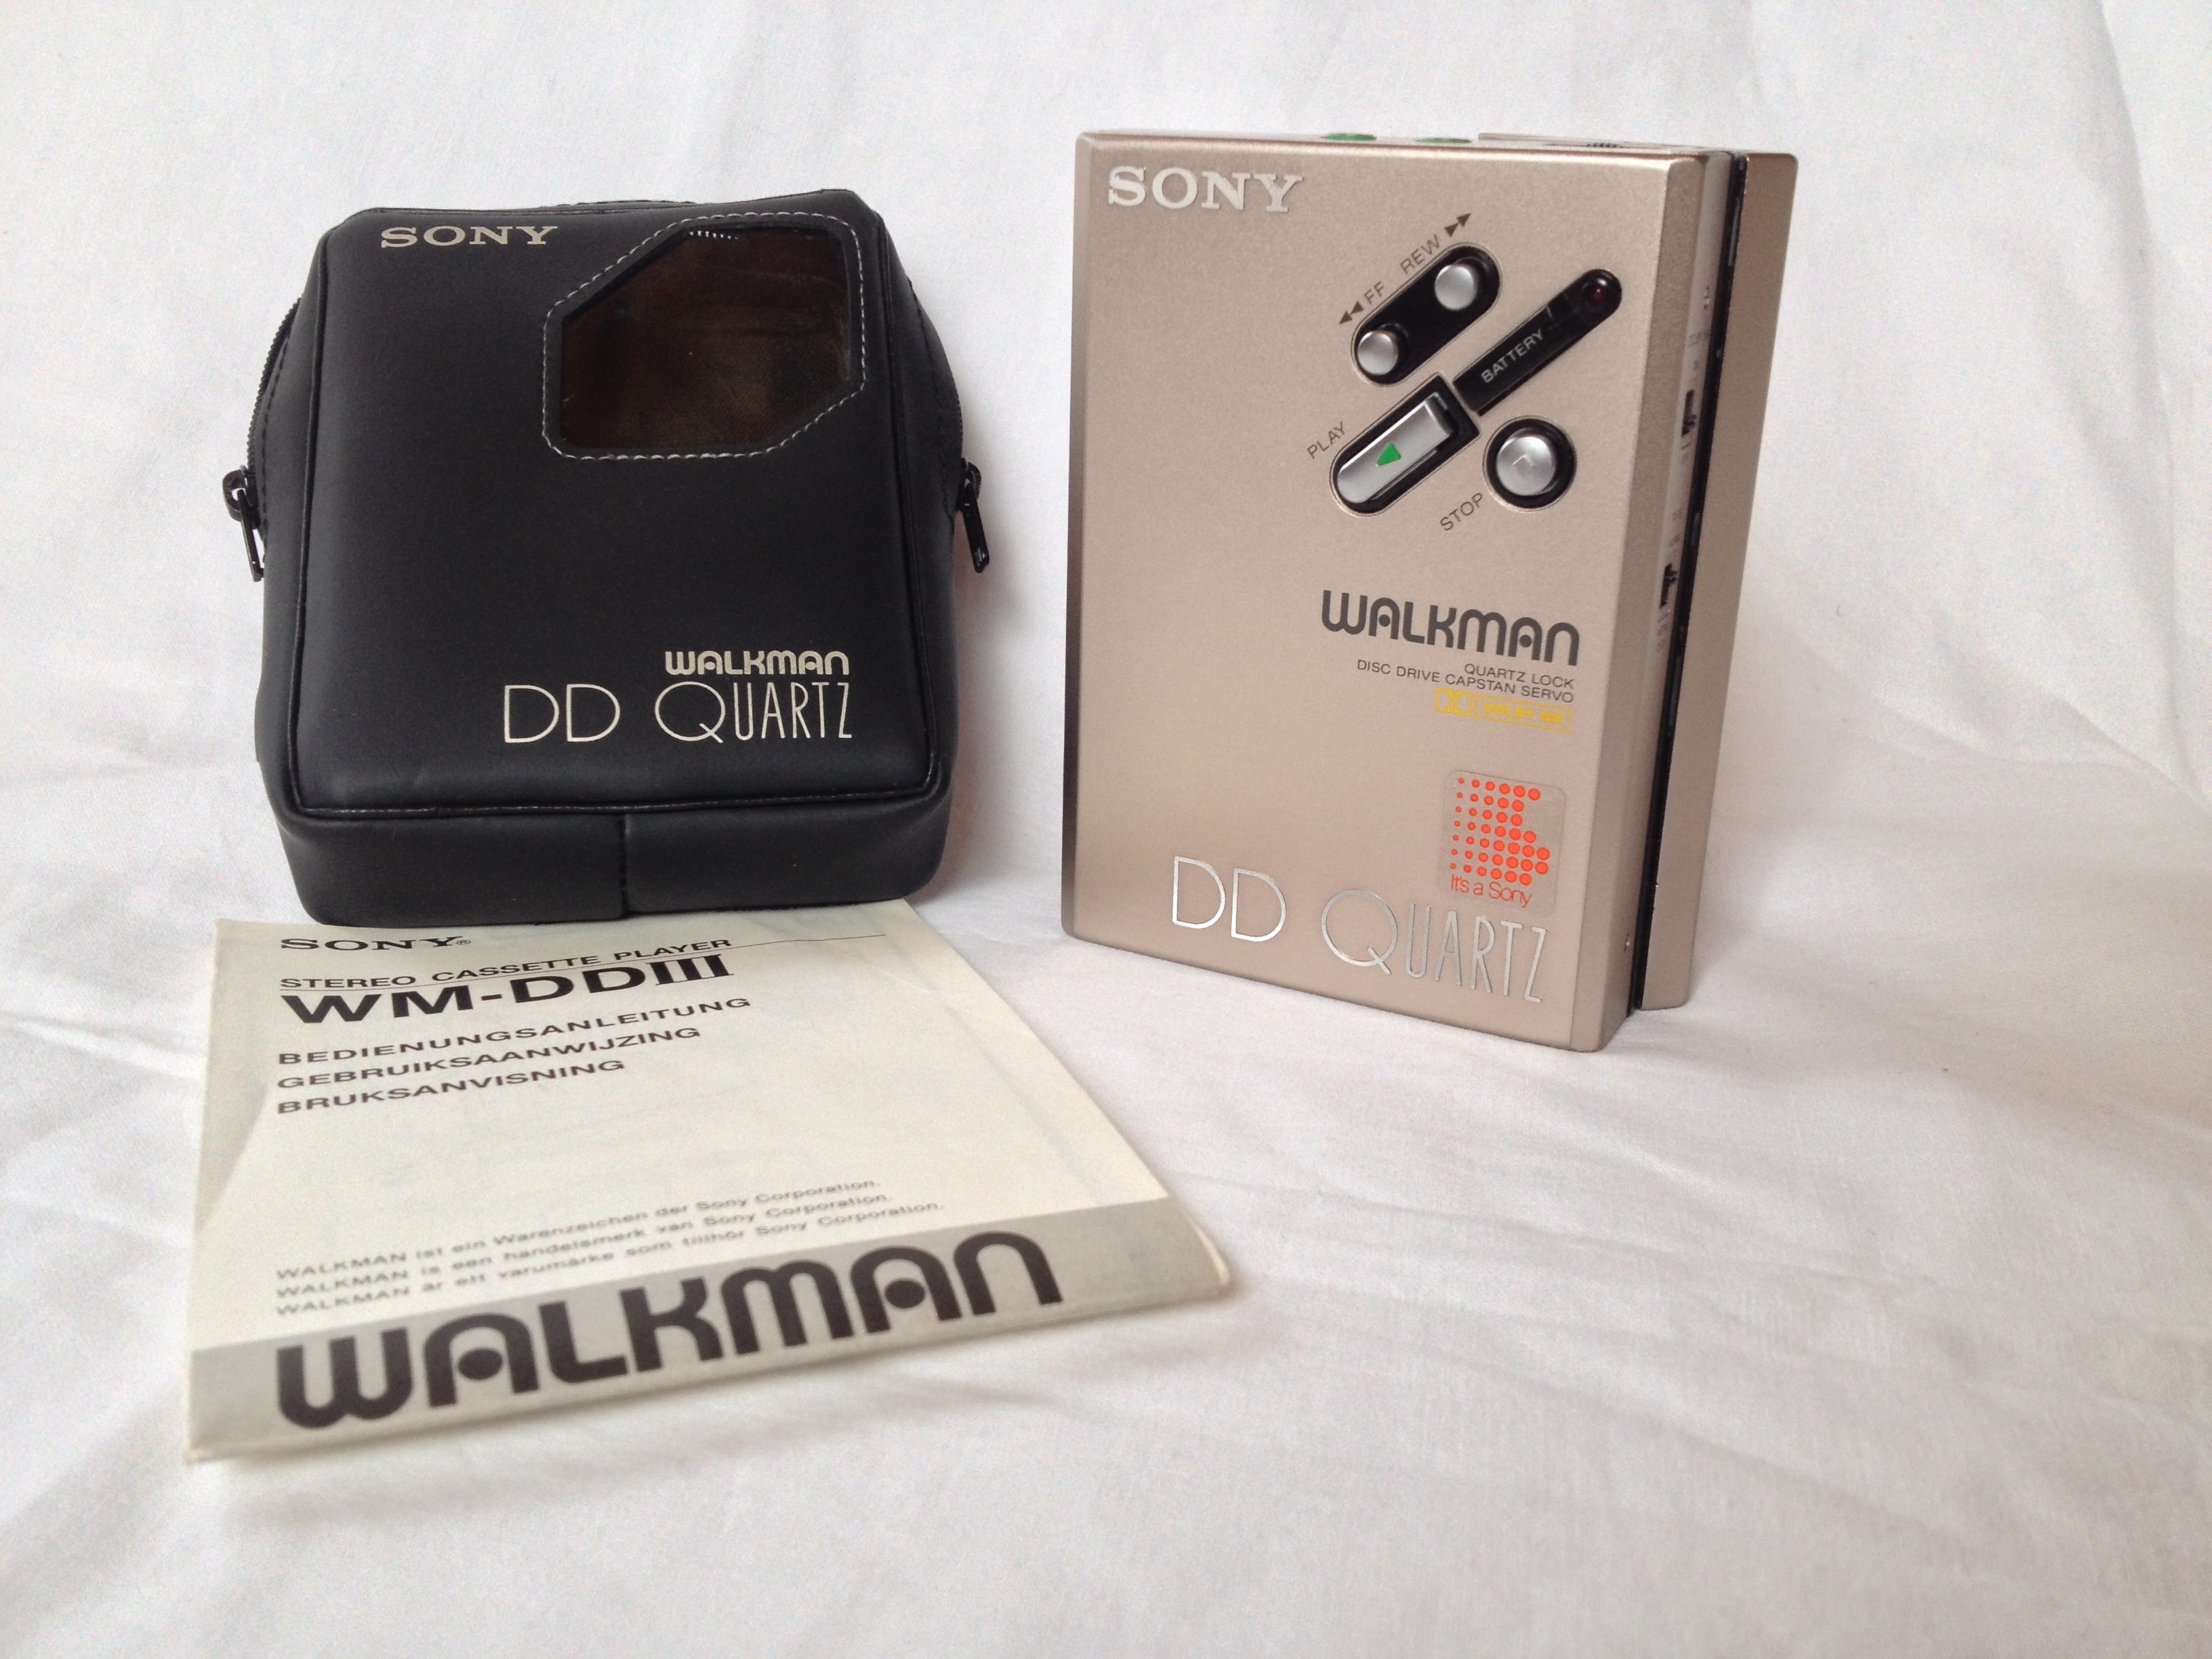 SONY
WALKMAN
DD QUARTZ
SONY
◀◀ FF REW ▶▶
BATTERY
PLAY
STOP
WALKMAN
QUARTZ LOCK
DISC DRIVE CAPSTAN SERVO
DOLBY NR
It's a Sony
DD QUARTZ
SONY®
STEREO CASSETTE PLAYER
WM-DDIII
BEDIENUNGSANLEITUNG
GEBRUIKSAANWIJZING
BRUKSANVISNING
WALKMAN ist ein Warenzeichen der Sony Corporation.
WALKMAN is een handelsmerk van Sony Corporation.
WALKMAN är ett varumärke som tillhör Sony Corporation.
WALKMAN